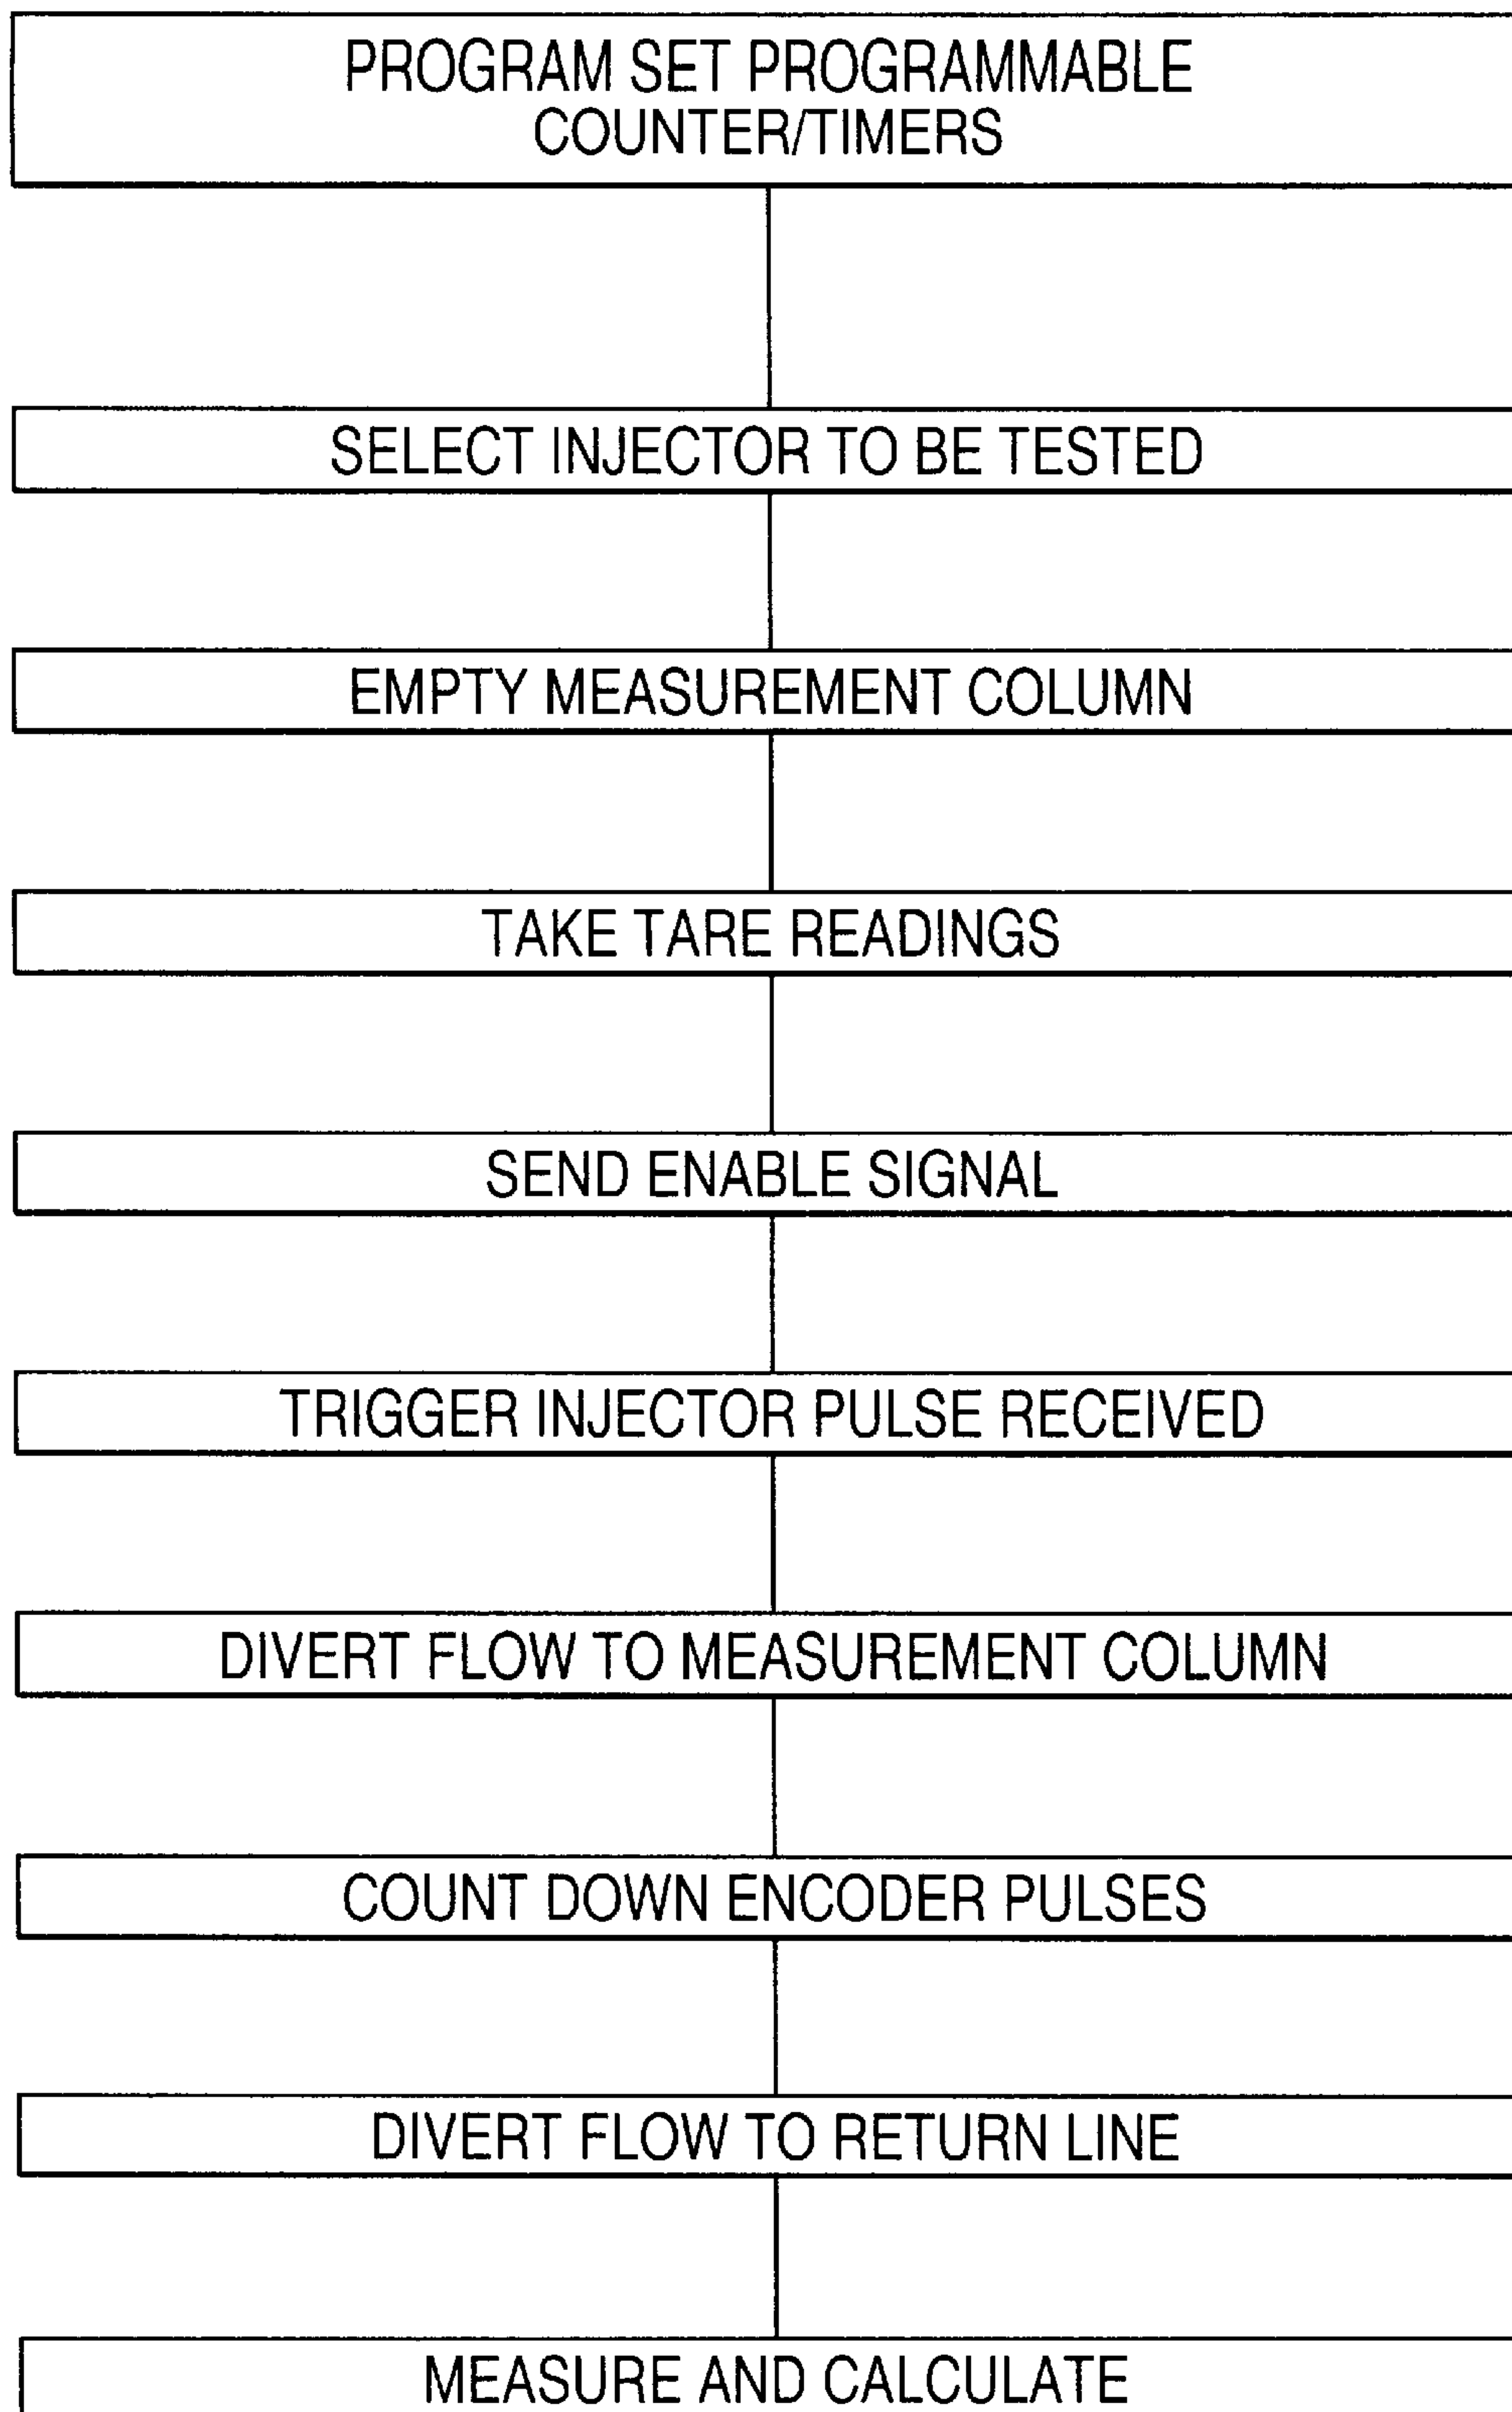 PROGRAM SET PROGRAMMABLE
COUNTER/TIMERS
SELECT INJECTOR TO BE TESTED
EMPTY MEASUREMENT COLUMN
TAKE TARE READINGS
SEND ENABLE SIGNAL
TRIGGER INJECTOR PULSE RECEIVED
DIVERT FLOW TO MEASUREMENT COLUMN
COUNT DOWN ENCODER PULSES
DIVERT FLOW TO RETURN LINE
MEASURE AND CALCULATE